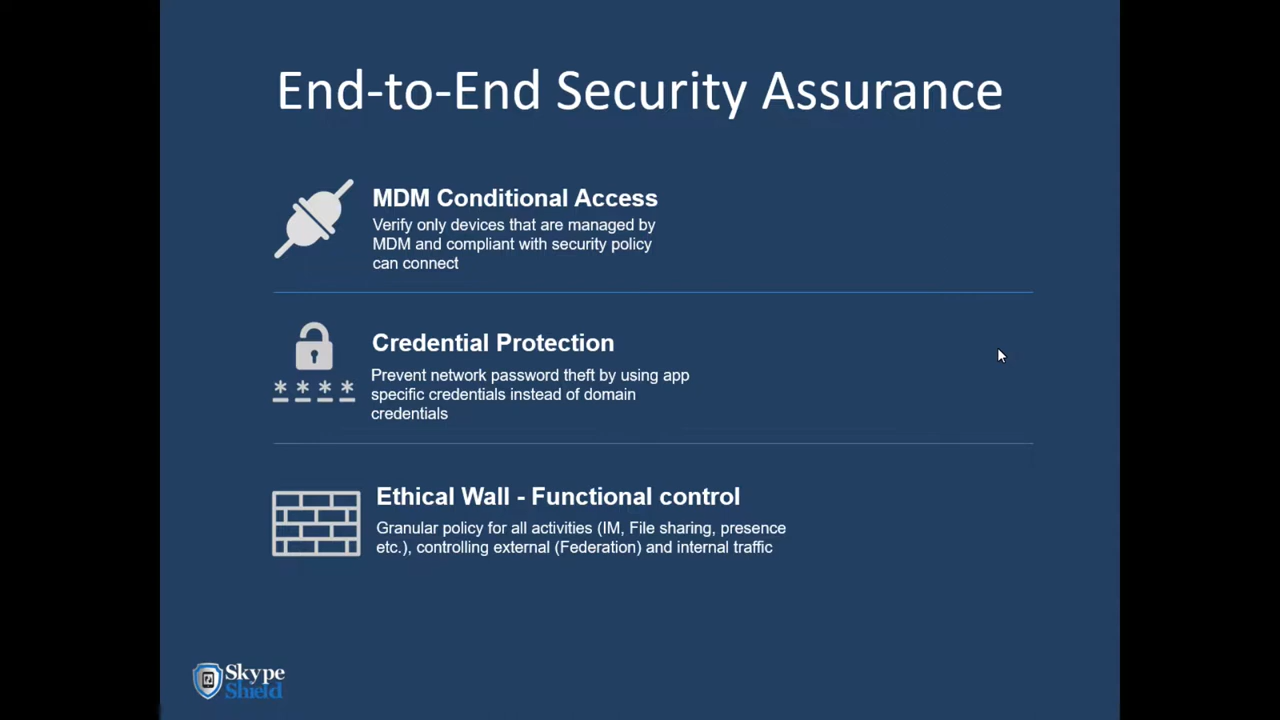 End-to-End Security Assurance
MDM Conditional Access
Verify only devices that are managed by
MDM and compliant with security policy
can connect
Credential Protection
* * * *
Prevent network password theft by using app
specific credentials instead of domain
credentials
Ethical Wall - Functional control
Granular policy for all activities (IM, File sharing, presence
etc.), controlling external (Federation) and internal traffic
Skype
Shield